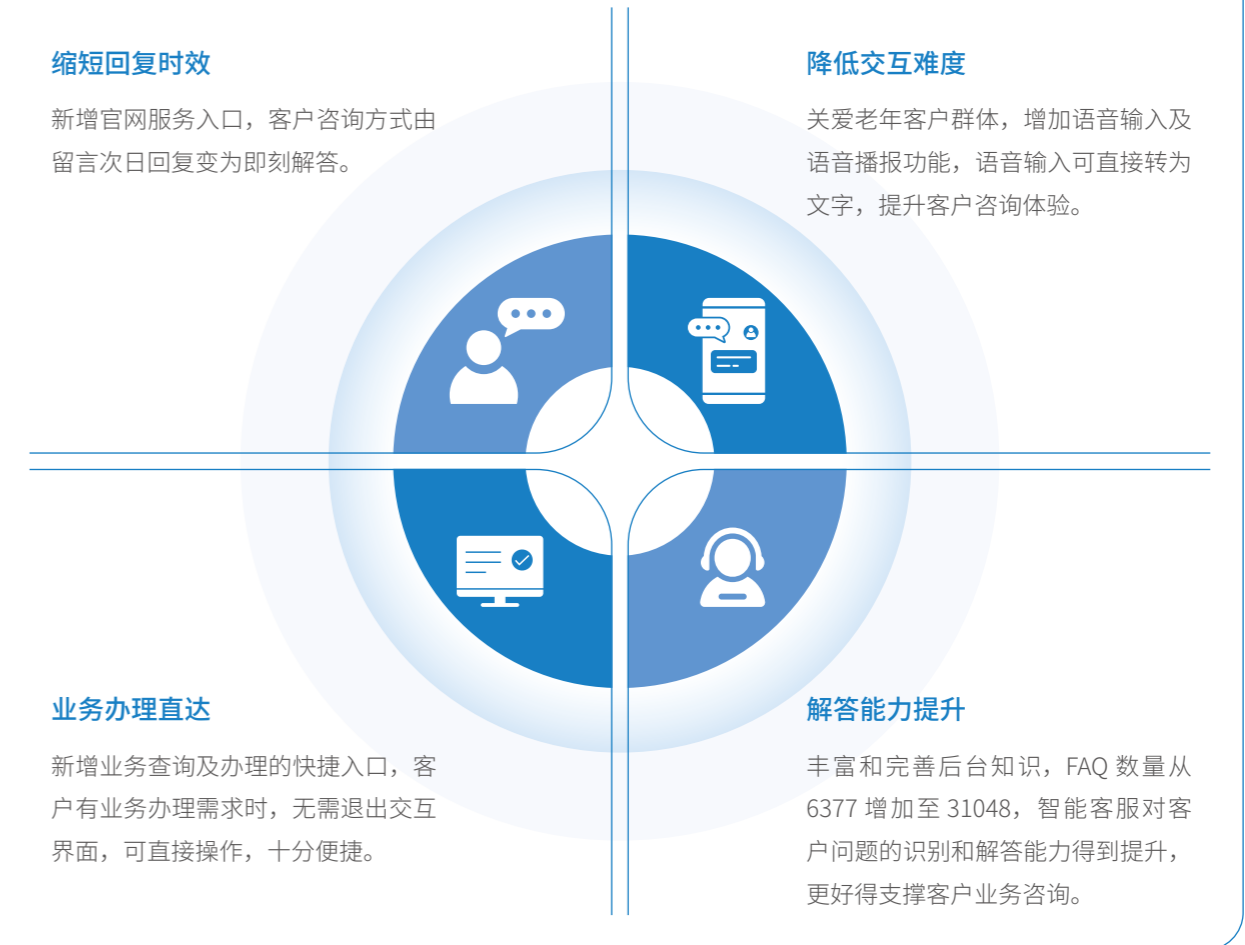 缩短回复时效
新增官网服务入口，客户咨询方式由
留言次日回复变为即刻解答。
降低交互难度
关爱老年客户群体，增加语音输入及
语音播报功能，语音输入可直接转为
文字，提升客户咨询体验。
业务办理直达
新增业务查询及办理的快捷入口，客
户有业务办理需求时，无需退出交互
界面，可直接操作，十分便捷。
解答能力提升
丰富和完善后台知识，FAQ 数量从
6377 增加至 31048，智能客服对客
户问题的识别和解答能力得到提升，
更好得支撑客户业务咨询。